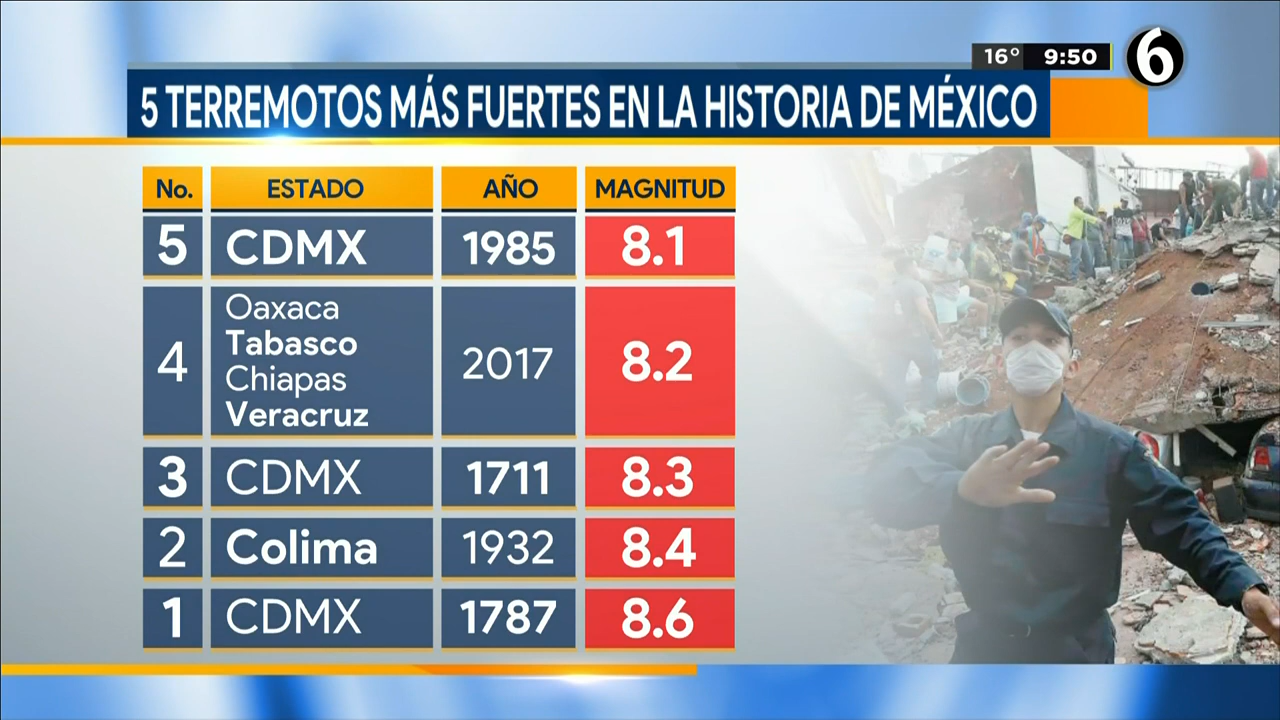 16° 9:50 6
5 TERREMOTOS MÁS FUERTES EN LA HISTORIA DE MÉXICO
No. ESTADO AÑO MAGNITUD
5 CDMX 1985 8.1
Oaxaca
Tabasco
4 2017 8.2
Chiapas
Veracruz
3 CDMX 1711 8.3
2 Colima 1932 8.4
1 CDMX 1787 8.6